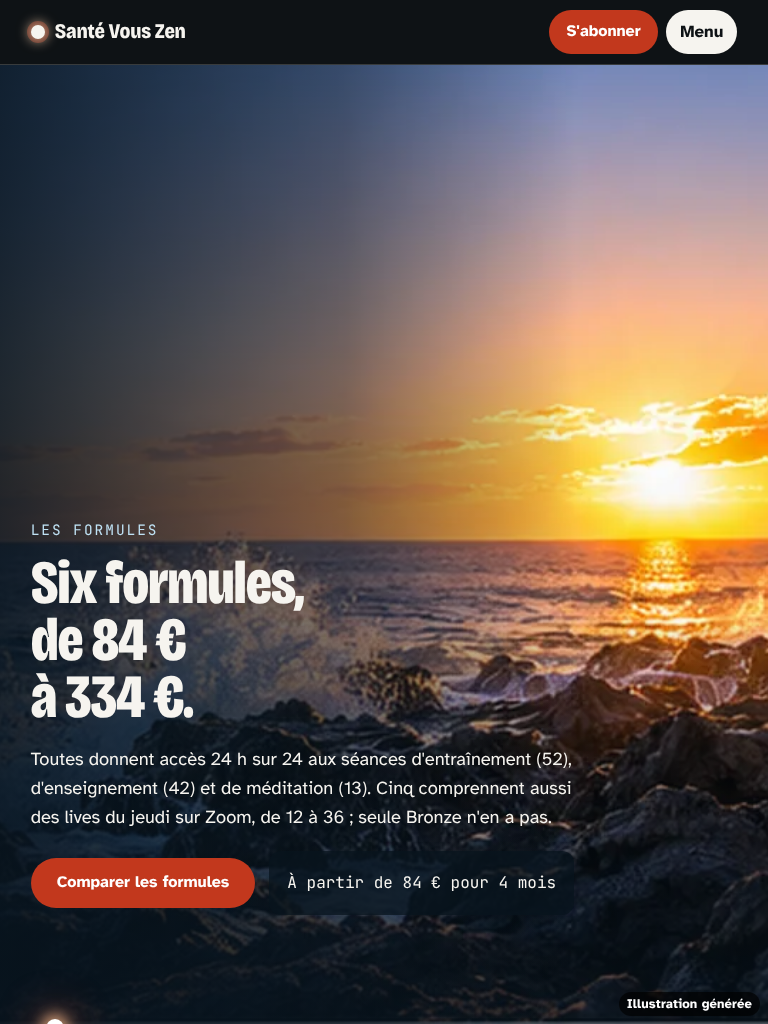 Santé Vous Zen
S'abonner
Menu
LES FORMULES
Six formules,
de 84 €
à 334 €.
Toutes donnent accès 24 h sur 24 aux séances d'entraînement (52),
d'enseignement (42) et de méditation (13). Cinq comprennent aussi
des lives du jeudi sur Zoom, de 12 à 36 ; seule Bronze n'en a pas.
Comparer les formules
À partir de 84 € pour 4 mois
Illustration générée